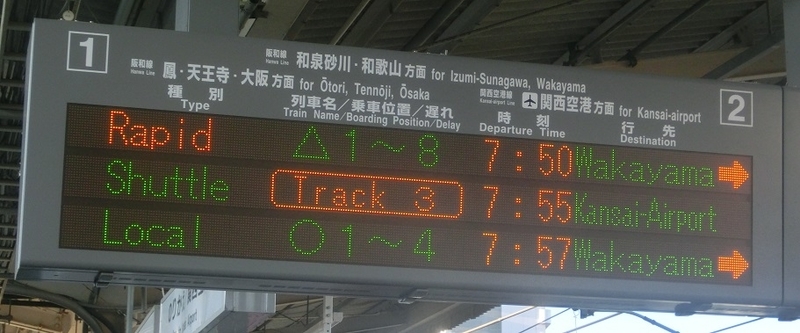 1
阪和線 Hanwa Line 鳳・天王寺・大阪方面 for Ōtori, Tennōji, Ōsaka
阪和線 Hanwa Line 和泉砂川・和歌山方面 for Izumi-Sunagawa, Wakayama
関西空港線 Kansai-airport Line 関西空港方面 for Kansai-airport
2
種別 列車名／乗車位置／遅れ 時刻 行先
Type Train Name/Boarding Position/Delay Departure Time Destination
Rapid △1～8 7:50 Wakayama →
Shuttle Track 3 7:55 Kansai-Airport
Local ○1～4 7:57 Wakayama →